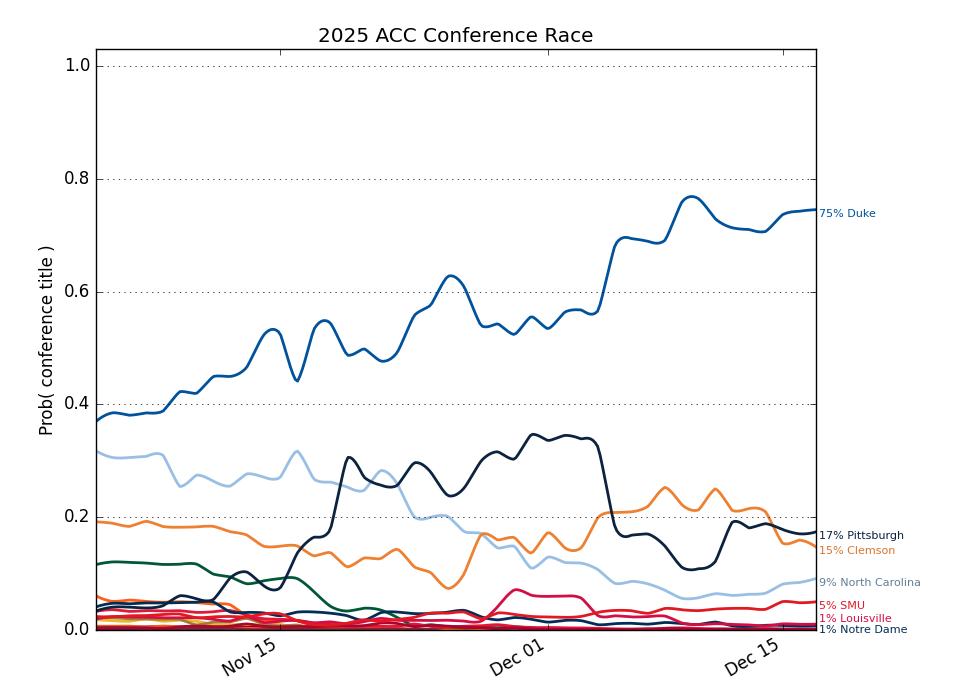 2025 ACC Conference Race
Prob( conference title )
1.0
0.8
0.6
0.4
0.2
0.0
75% Duke
17% Pittsburgh
15% Clemson
9% North Carolina
5% SMU
1% Louisville
1% Notre Dame
Nov 15
Dec 01
Dec 15